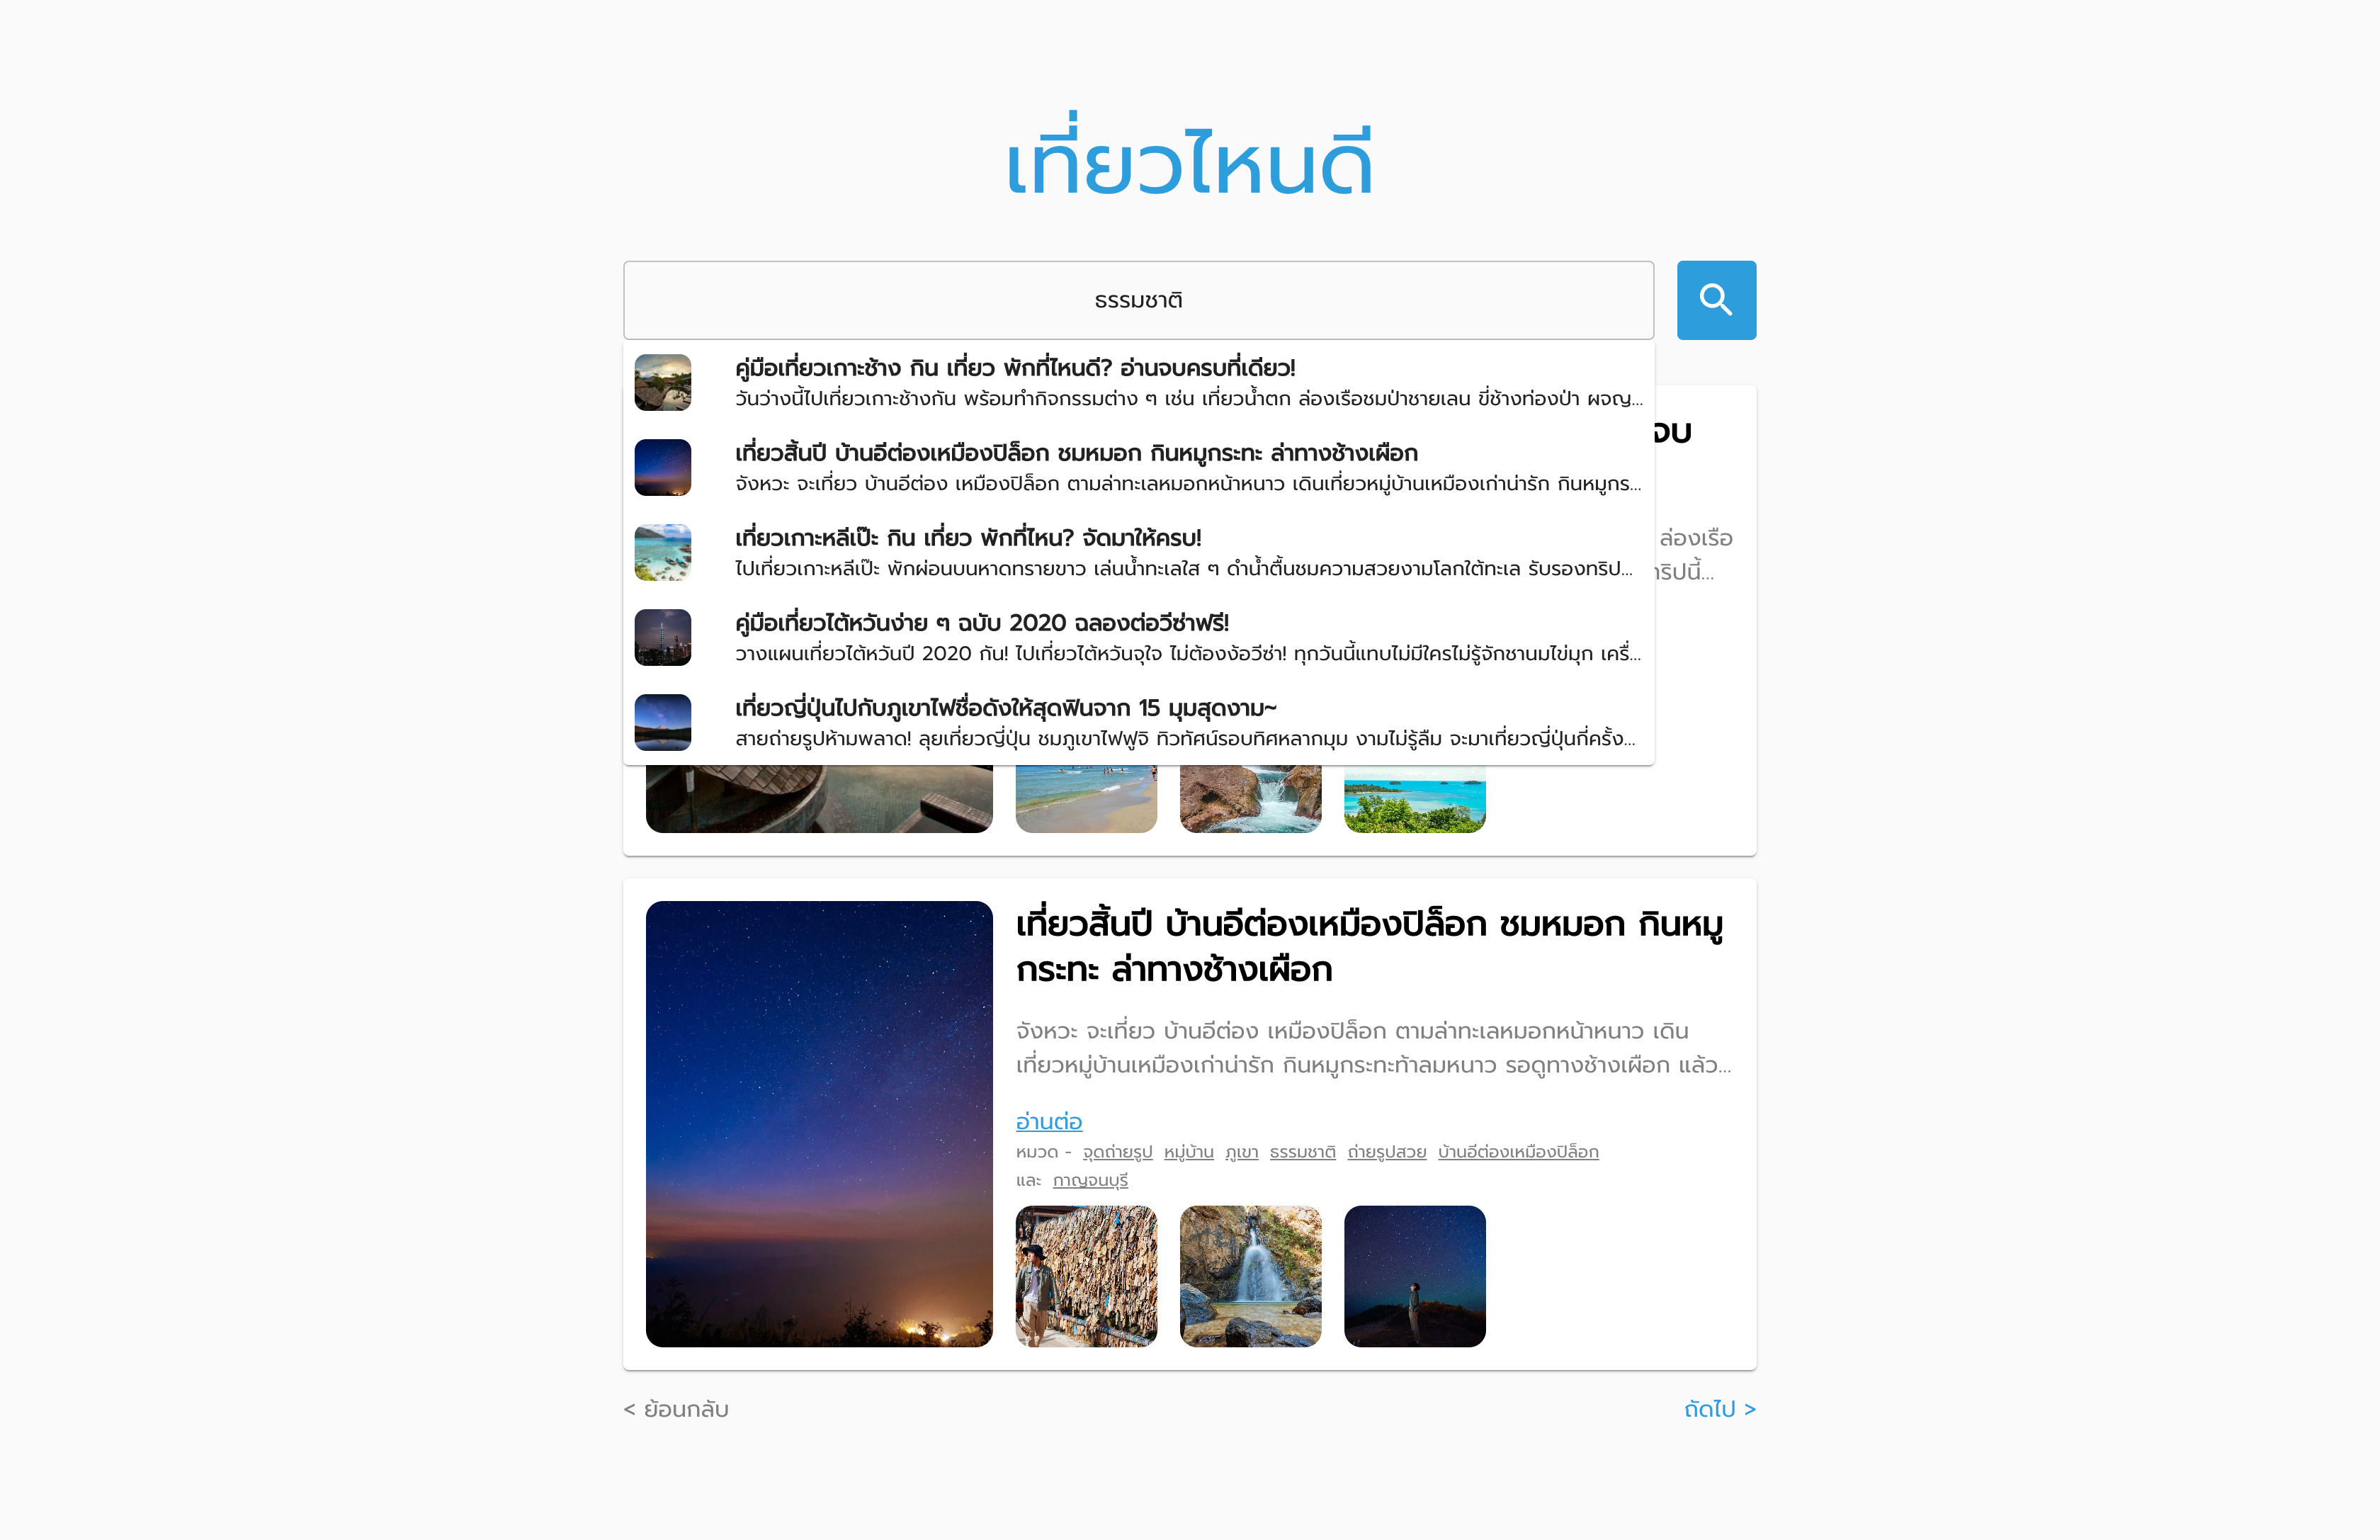 เที่ยวไหนดี
ธรรมชาติ
คู่มือเที่ยวเกาะช้าง กิน เที่ยว พักที่ไหนดี? อ่านจบครบที่เดียว!
วันว่างนี้ไปเที่ยวเกาะช้างกัน พร้อมทำกิจกรรมต่าง ๆ เช่น เที่ยวน้ำตก ล่องเรือชมป่าชายเลน ขี่ช้างท่องป่า ผจญ...
เที่ยวสิ้นปี บ้านอีต่องเหมืองปิล็อก ชมหมอก กินหมูกระทะ ล่าทางช้างเผือก
จังหวะ จะเที่ยว บ้านอีต่อง เหมืองปิล็อก ตามล่าทะเลหมอกหน้าหนาว เดินเที่ยวหมู่บ้านเหมืองเก่าน่ารัก กินหมูกร...
เที่ยวเกาะหลีเป๊ะ กิน เที่ยว พักที่ไหน? จัดมาให้ครบ!
ไปเที่ยวเกาะหลีเป๊ะ พักผ่อนบนหาดทรายขาว เล่นน้ำทะเลใส ๆ ดำน้ำตื้นชมความสวยงามโลกใต้ทะเล รับรองทริป...
คู่มือเที่ยวไต้หวันง่าย ๆ ฉบับ 2020 ฉลองต่อวีซ่าฟรี!
วางแผนเที่ยวไต้หวันปี 2020 กัน! ไปเที่ยวไต้หวันจุใจ ไม่ต้องง้อวีซ่า! ทุกวันนี้แทบไม่มีใครไม่รู้จักชานมไข่มุก เครื่...
เที่ยวญี่ปุ่นไปกับภูเขาไฟชื่อดังให้สุดฟินจาก 15 มุมสุดงาม~
สายถ่ายรูปห้ามพลาด! ลุยเที่ยวญี่ปุ่น ชมภูเขาไฟฟูจิ ทิวทัศน์รอบทิศหลากมุม งามไม่รู้ลืม จะมาเที่ยวญี่ปุ่นกี่ครั้ง...
จบ
ล่องเรือ
ทริปนี้...
เที่ยวสิ้นปี บ้านอีต่องเหมืองปิล็อก ชมหมอก กินหมู
กระทะ ล่าทางช้างเผือก
จังหวะ จะเที่ยว บ้านอีต่อง เหมืองปิล็อก ตามล่าทะเลหมอกหน้าหนาว เดิน
เที่ยวหมู่บ้านเหมืองเก่าน่ารัก กินหมูกระทะท้าลมหนาว รอดูทางช้างเผือก แล้ว...
อ่านต่อ
หมวด - จุดถ่ายรูป หมู่บ้าน ภูเขา ธรรมชาติ ถ่ายรูปสวย บ้านอีต่องเหมืองปิล็อก
และ กาญจนบุรี
< ย้อนกลับ
ถัดไป >